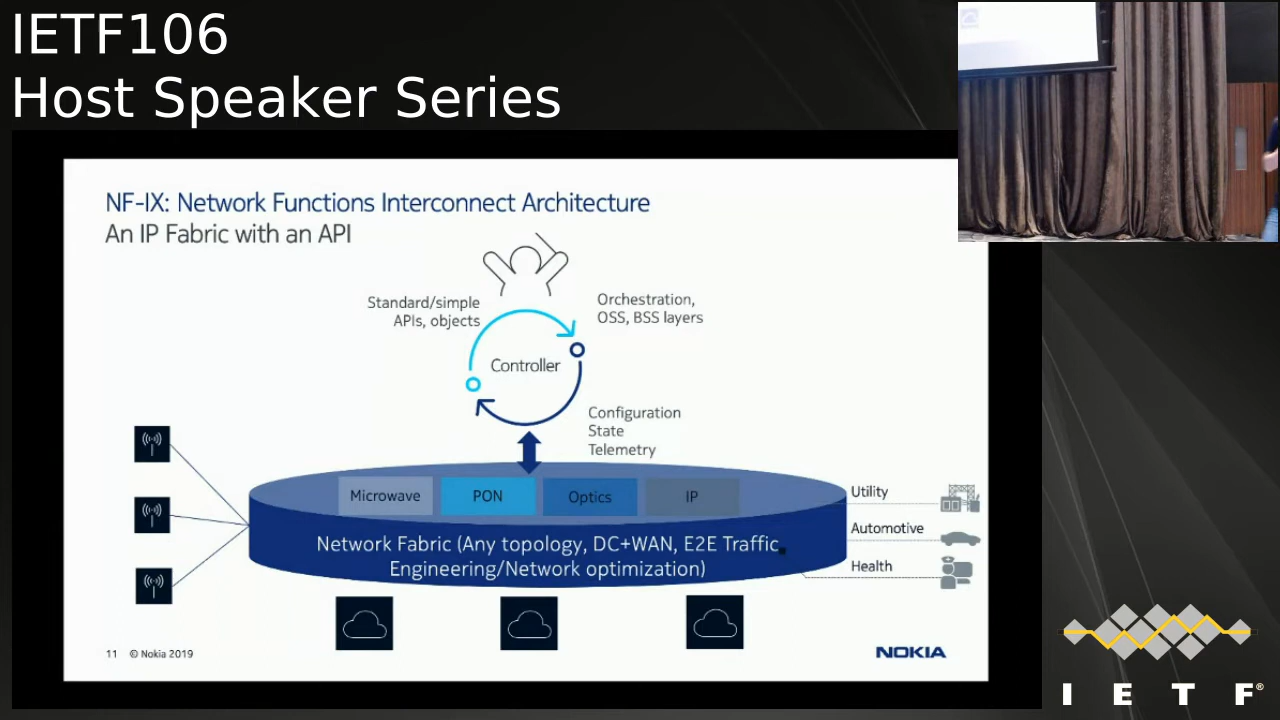 IETF106
Host Speaker Series
NF-IX: Network Functions Interconnect Architecture
An IP Fabric with an API
Standard/simple
APIs, objects
Orchestration,
OSS, BSS layers
Controller
Configuration
State
Telemetry
Microwave
PON
Optics
IP
Network Fabric (Any topology, DC+WAN, E2E Traffic
Engineering/Network optimization)
Utility
Automotive
Health
11 © Nokia 2019
NOKIA
I E T F®